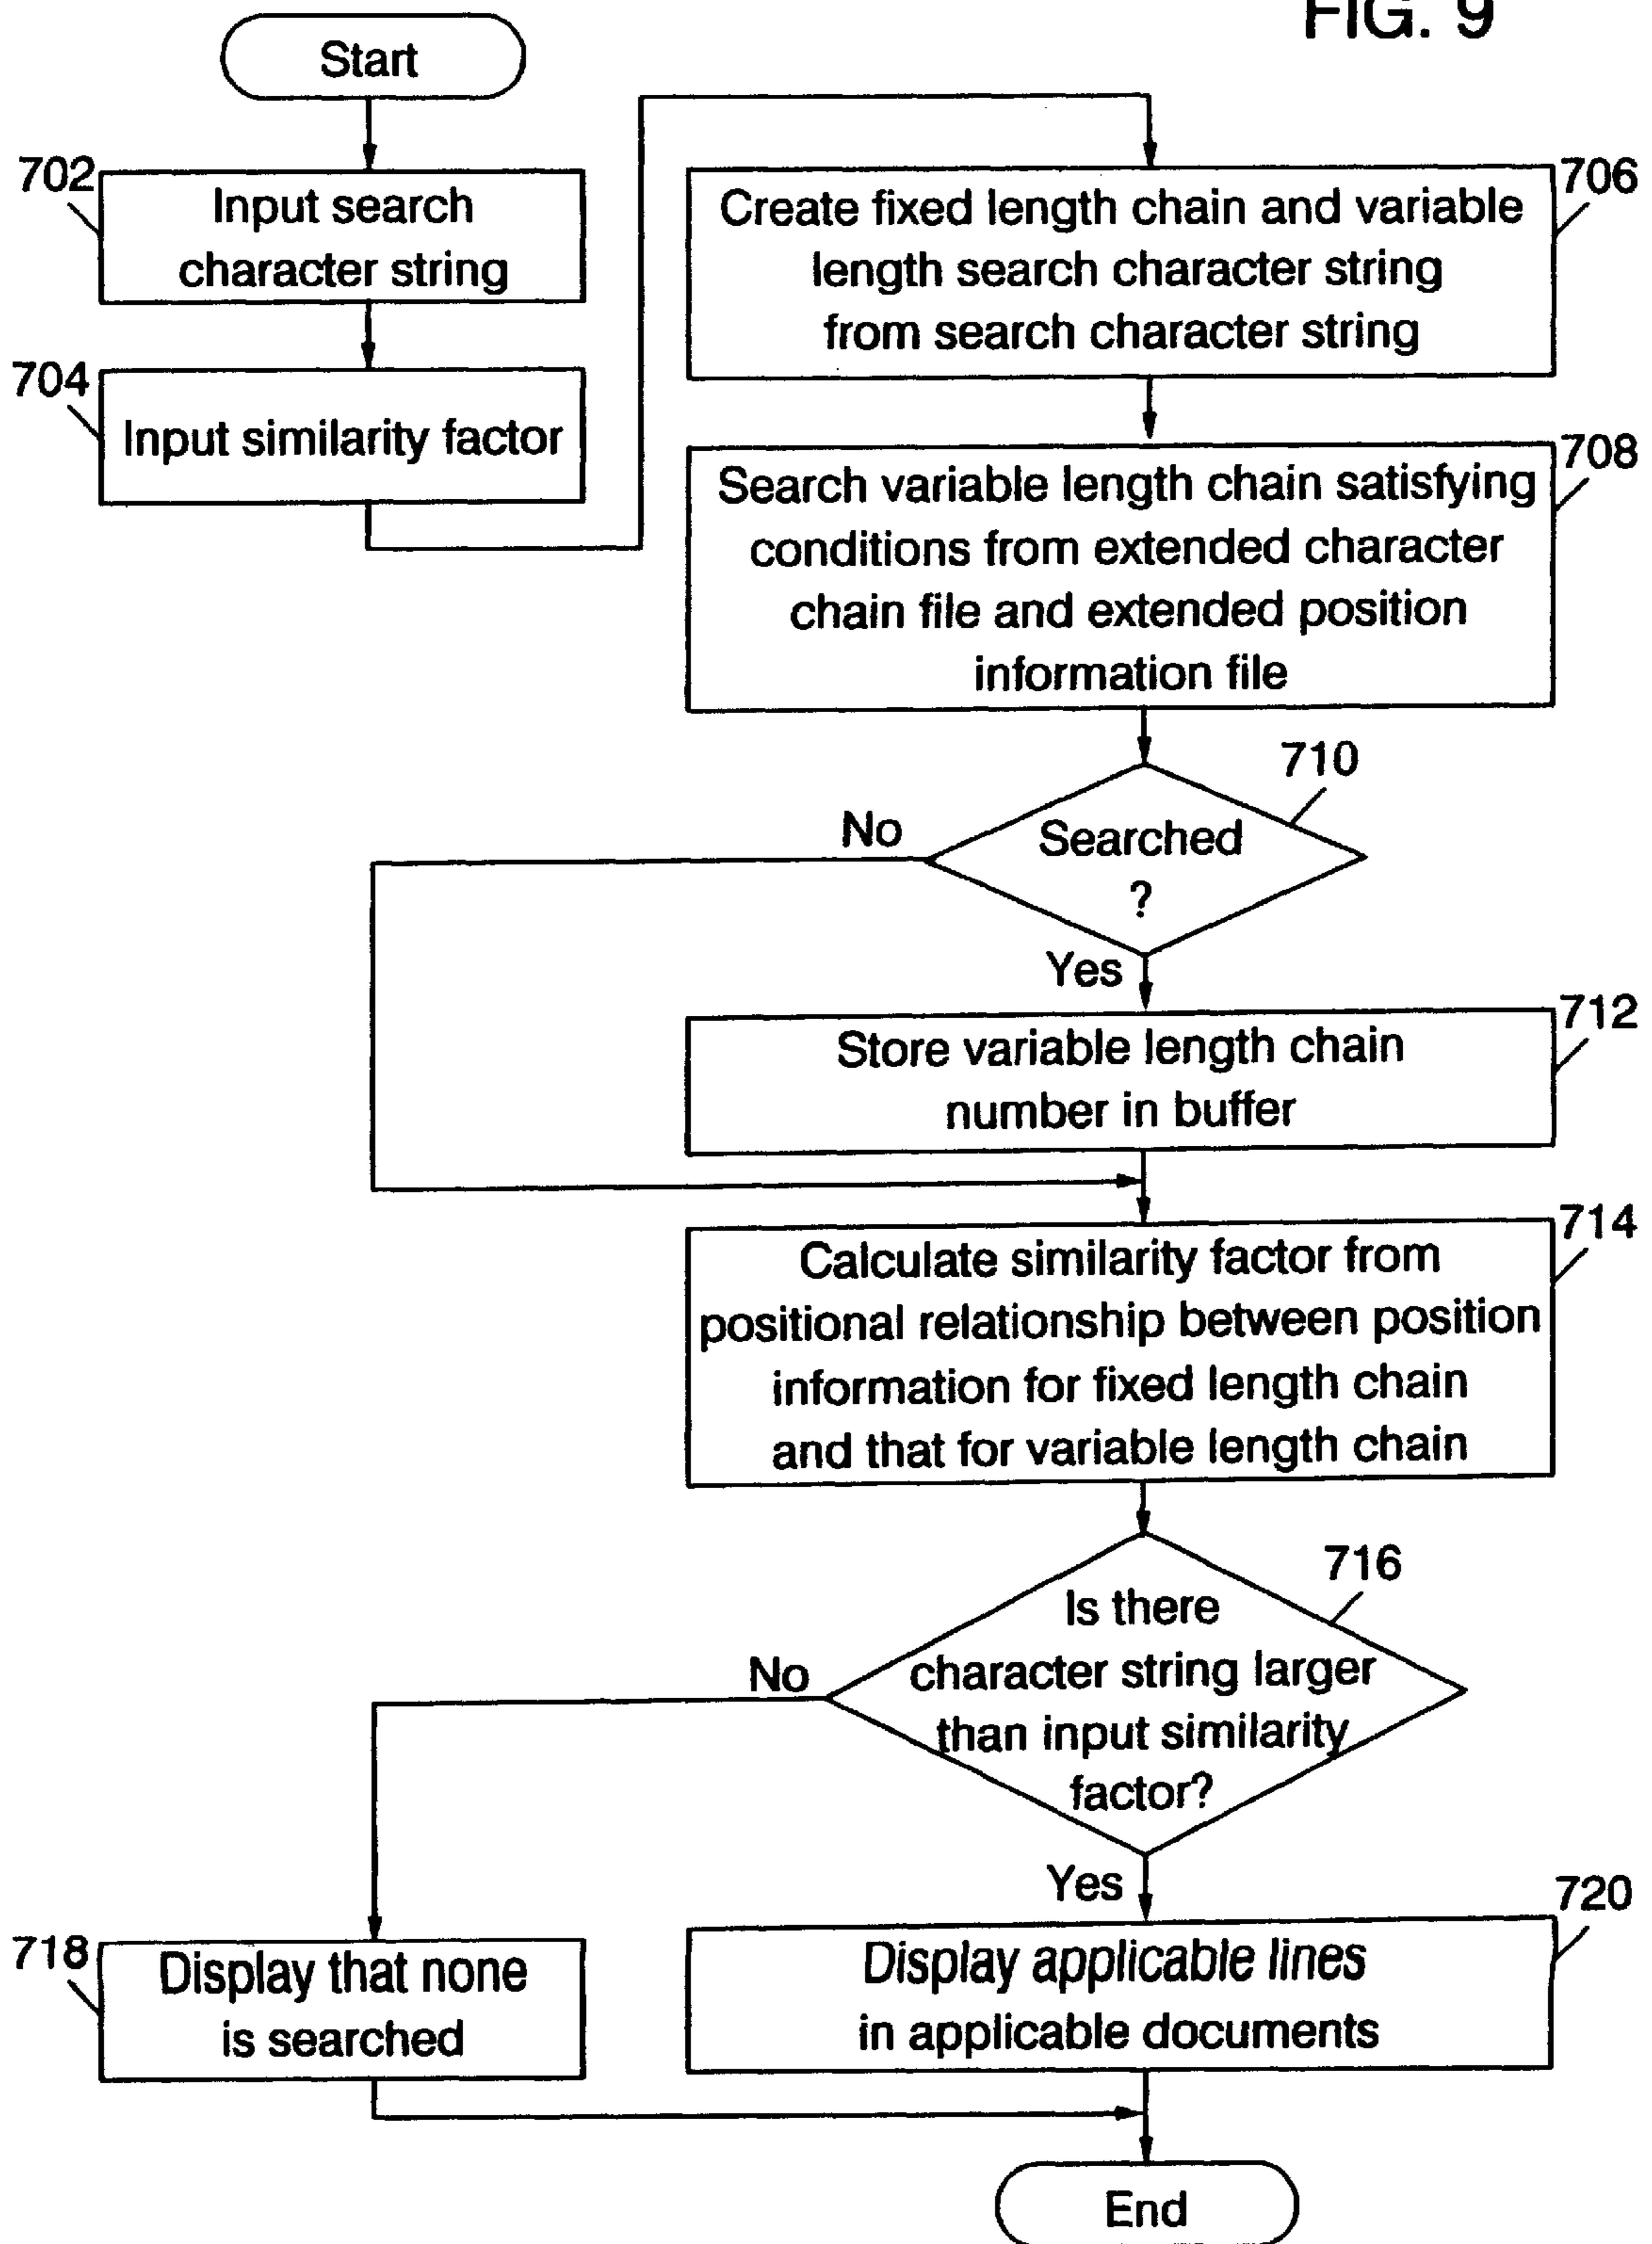 FIG. 9
Start
702
Input search
character string
704
Input similarity factor
706
Create fixed length chain and variable
length search character string
from search character string
708
Search variable length chain satisfying
conditions from extended character
chain file and extended position
information file
710
Searched
?
No
Yes
712
Store variable length chain
number in buffer
714
Calculate similarity factor from
positional relationship between position
information for fixed length chain
and that for variable length chain
716
Is there
character string larger
than input similarity
factor?
No
Yes
718
Display that none
is searched
720
Display applicable lines
in applicable documents
End